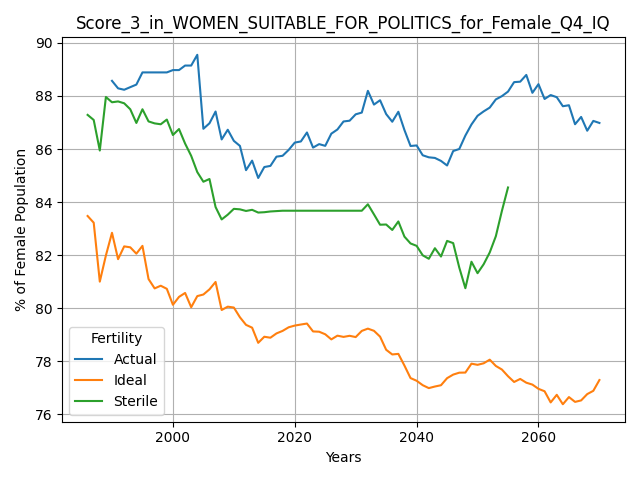 Score_3_in_WOMEN_SUITABLE_FOR_POLITICS_for_Female_Q4_IQ
90
88
86
84
82
80
78
76
% of Female Population
Fertility
Actual
Ideal
Sterile
2000
2020
2040
2060
Years